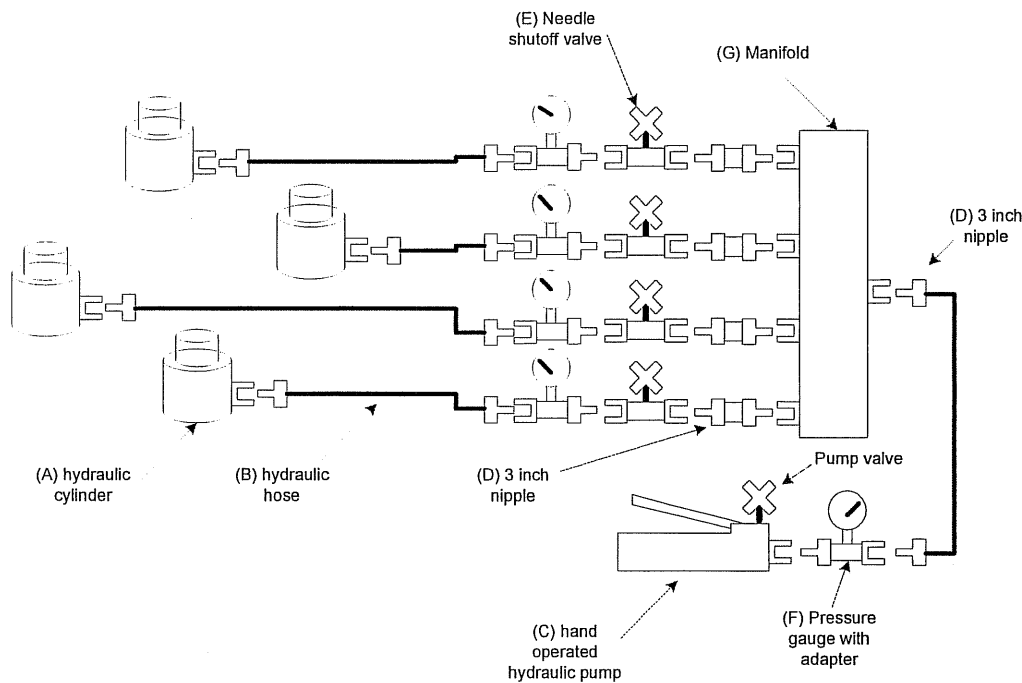 (E) Needle
shutoff valve
(G) Manifold
(D) 3 inch
nipple
(A) hydraulic
cylinder
(B) hydraulic
hose
(D) 3 inch
nipple
Pump valve
(C) hand
operated
hydraulic pump
(F) Pressure
gauge with
adapter